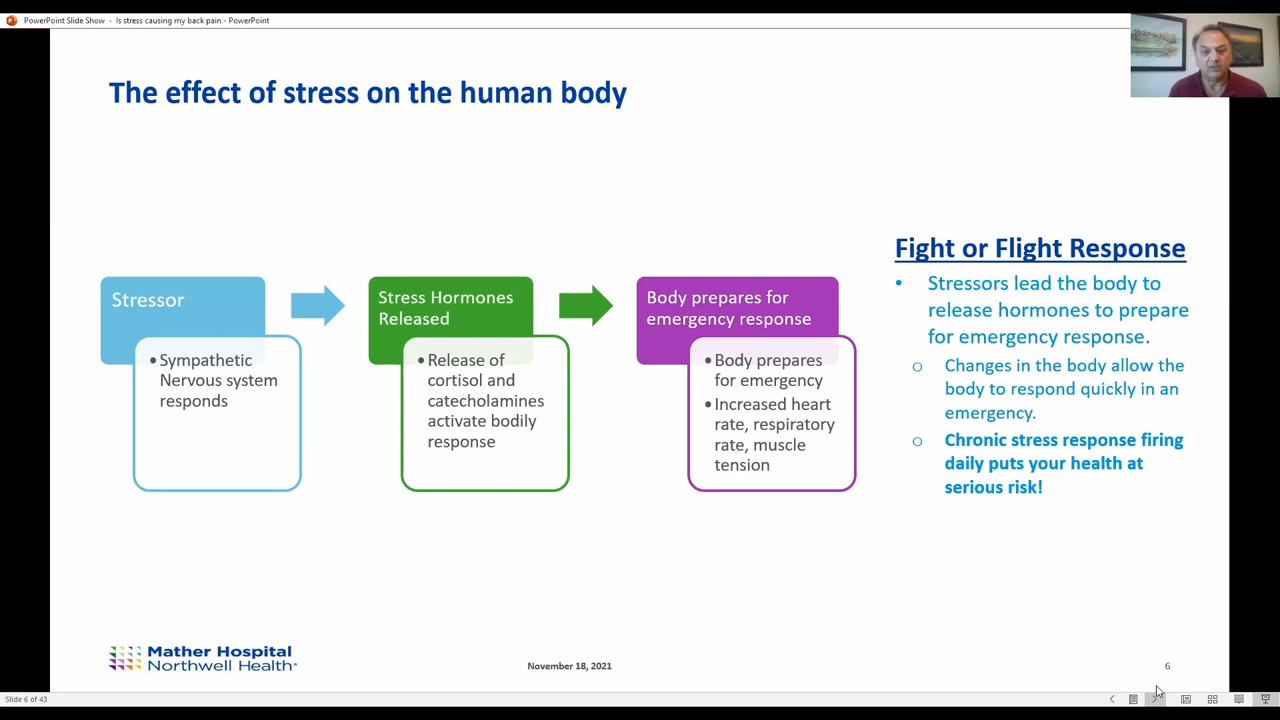 PowerPoint Slide Show - Is stress causing my back pain - PowerPoint
The effect of stress on the human body
Stressor
• Sympathetic
Nervous system
responds
Stress Hormones
Released
• Release of
cortisol and
catecholamines
activate bodily
response
Body prepares for
emergency response
• Body prepares
for emergency
• Increased heart
rate, respiratory
rate, muscle
tension
Fight or Flight Response
• Stressors lead the body to
release hormones to prepare
for emergency response.
o Changes in the body allow the
body to respond quickly in an
emergency.
o Chronic stress response firing
daily puts your health at
serious risk!
Mather Hospital
Northwell Health®
November 18, 2021
6
Slide 6 of 43